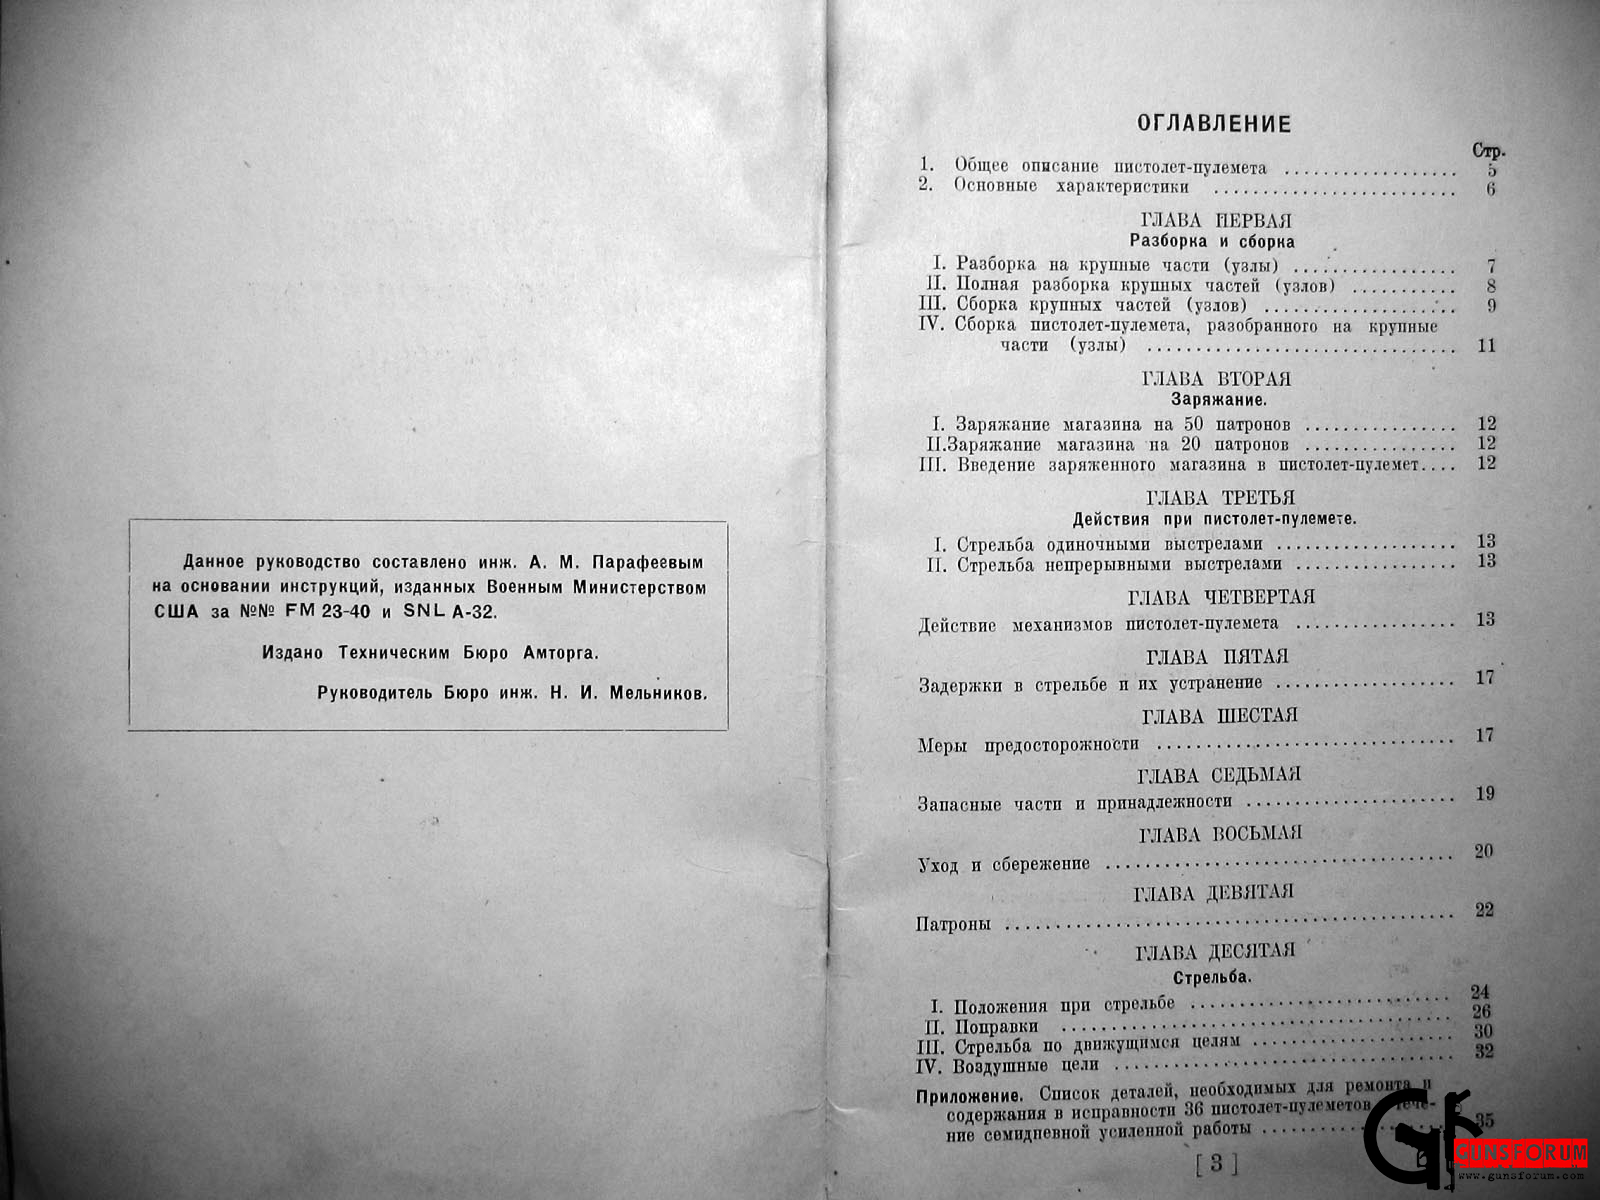 Данное руководство составлено инж. А. М. Парафеевым
на основании инструкций, изданных Военным Министерством
США за №№ FM 23-40 и SNL A-32.
Издано Техническим Бюро Амторга.
Руководитель Бюро инж. Н. И. Мельников.
ОГЛАВЛЕНИЕ
Стр.
1. Общее описание пистолет-пулемета .................. 5
2. Основные характеристики ......................... 6
ГЛАВА ПЕРВАЯ
Разборка и сборка
I. Разборка на крупные части (узлы) ................. 7
II. Полная разборка крупных частей (узлов) ........... 8
III. Сборка крупных частей (узлов) .................... 9
IV. Сборка пистолет-пулемета, разобранного на крупные
части (узлы) ................................ 11
ГЛАВА ВТОРАЯ
Заряжание.
I. Заряжание магазина на 50 патронов ................ 12
II.Заряжание магазина на 20 патронов ................ 12
III. Введение заряженного магазина в пистолет-пулемет.... 12
ГЛАВА ТРЕТЬЯ
Действия при пистолет-пулемете.
I. Стрельба одиночными выстрелами ................... 13
II. Стрельба непрерывными выстрелами ................. 13
ГЛАВА ЧЕТВЕРТАЯ
Действие механизмов пистолет-пулемета ................. 13
ГЛАВА ПЯТАЯ
Задержки в стрельбе и их устранение ................... 17
ГЛАВА ШЕСТАЯ
Меры предосторожности ............................... 17
ГЛАВА СЕДЬМАЯ
Запасные части и принадлежности ...................... 19
ГЛАВА ВОСЬМАЯ
Уход и сбережение .................................... 20
ГЛАВА ДЕВЯТАЯ
Патроны .............................................. 22
ГЛАВА ДЕСЯТАЯ
Стрельба.
I. Положения при стрельбе ........................... 24
II. Поправки ........................................ 26
III. Стрельба по движущимся целям ..................... 30
IV. Воздушные цели ................................... 32
Приложение. Список деталей, необходимых для ремонта и
содержания в исправности 36 пистолет-пулеметов
ние семидневной усиленной работы ................... 35
[ 3 ]
GUNSFORUM
www.gunsforum.com